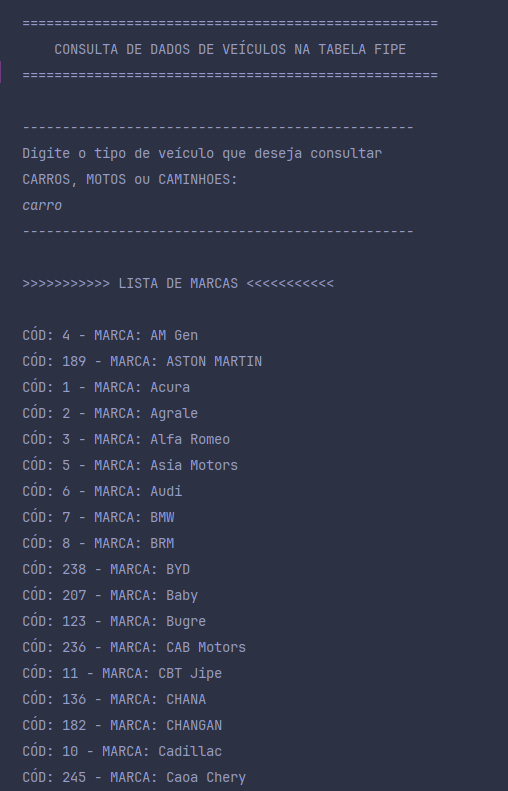 ====================================================
CONSULTA DE DADOS DE VEÍCULOS NA TABELA FIPE
====================================================
-------------------------------------------------
Digite o tipo de veículo que deseja consultar
CARROS, MOTOS ou CAMINHOES:
carro
-------------------------------------------------
>>>>>>>>>>> LISTA DE MARCAS <<<<<<<<<<<
CÓD: 4 - MARCA: AM Gen
CÓD: 189 - MARCA: ASTON MARTIN
CÓD: 1 - MARCA: Acura
CÓD: 2 - MARCA: Agrale
CÓD: 3 - MARCA: Alfa Romeo
CÓD: 5 - MARCA: Asia Motors
CÓD: 6 - MARCA: Audi
CÓD: 7 - MARCA: BMW
CÓD: 8 - MARCA: BRM
CÓD: 238 - MARCA: BYD
CÓD: 207 - MARCA: Baby
CÓD: 123 - MARCA: Bugre
CÓD: 236 - MARCA: CAB Motors
CÓD: 11 - MARCA: CBT Jipe
CÓD: 136 - MARCA: CHANA
CÓD: 182 - MARCA: CHANGAN
CÓD: 10 - MARCA: Cadillac
CÓD: 245 - MARCA: Caoa Chery